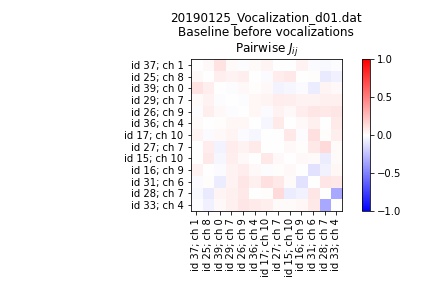 20190125_Vocalization_d01.dat
Baseline before vocalizations
Pairwise J_{ij}
id 37; ch 1
id 25; ch 8
id 39; ch 0
id 29; ch 7
id 26; ch 9
id 36; ch 4
id 17; ch 10
id 27; ch 7
id 15; ch 10
id 16; ch 9
id 31; ch 6
id 28; ch 7
id 33; ch 4
id 37; ch 1
id 25; ch 8
id 39; ch 0
id 29; ch 7
id 26; ch 9
id 36; ch 4
id 17; ch 10
id 27; ch 7
id 15; ch 10
id 16; ch 9
id 31; ch 6
id 28; ch 7
id 33; ch 4
1.0
0.5
0.0
−0.5
−1.0